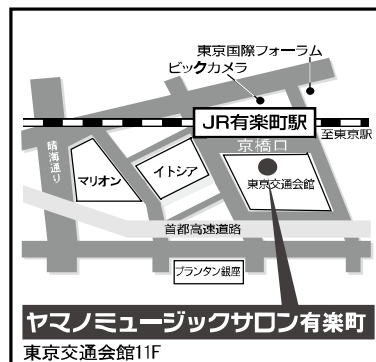 東京国際フォーラム
ビックカメラ
JR有楽町駅
至東京駅
京橋口
晴海通り
マリオン
イトシア
東京交通会館
首都高速道路
プランタン銀座
ヤマノミュージックサロン有楽町
東京交通会館11F